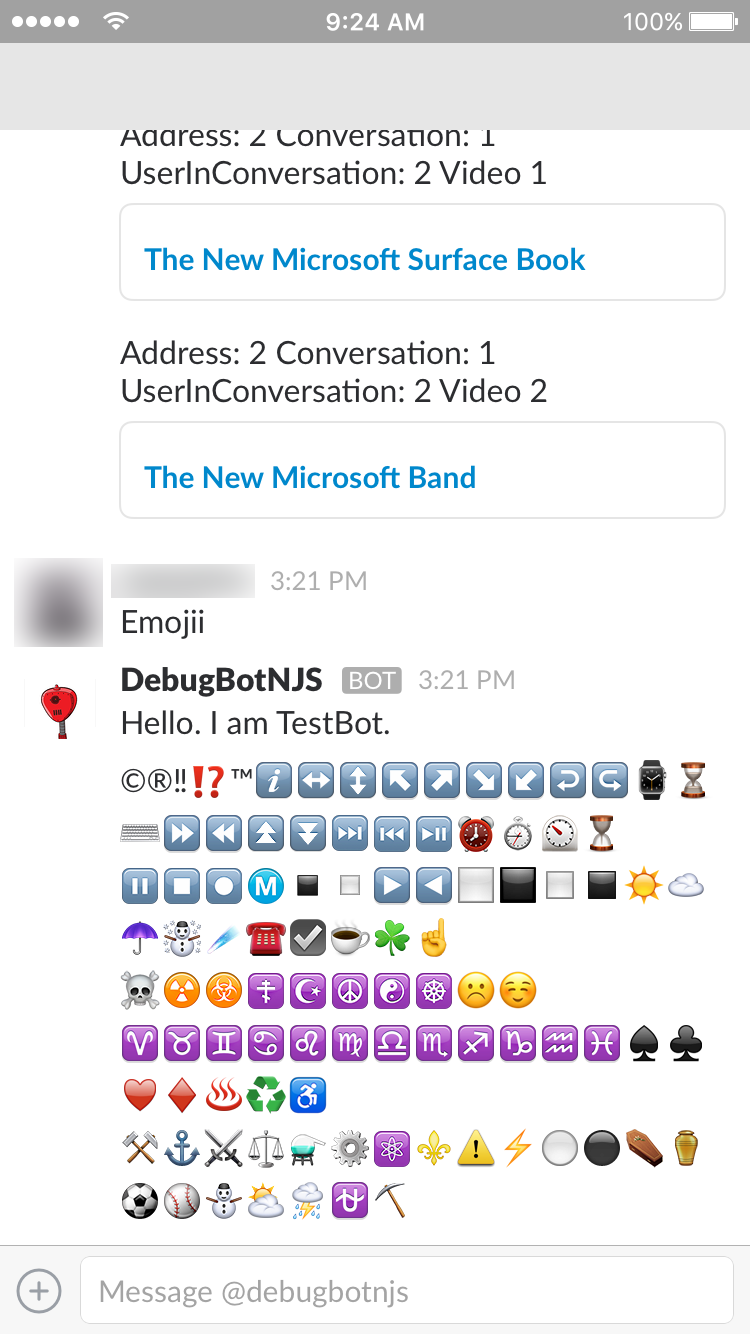 9:24 AM 100%
Address: 2 Conversation: 1
UserInConversation: 2 Video 1
The New Microsoft Surface Book
Address: 2 Conversation: 1
UserInConversation: 2 Video 2
The New Microsoft Band
3:21 PM
Emojii
DebugBotNJS BOT 3:21 PM
Hello. I am TestBot.
©®‼⁉™ℹ↔↕↖↗↘↙↩↪⌚⌛
⌨⏩⏪⏫⏬⏭⏮⏯⏰⏱⏲⏳
⏸⏹⏺Ⓜ▪▫▶◀◻◼◽◾☀☁
☂☃☄☎☑☕☘☝
☠☢☣☦☪☮☯☸☹☺
♈♉♊♋♌♍♎♏♐♑♒♓♠♣
♥♦♨♻♿
⚒⚓⚔⚖⚗⚙⚛⚜⚠⚡⚪⚫⚰⚱
⚽⚾⛄⛅⛈⛎⛏
Message @debugbotnjs